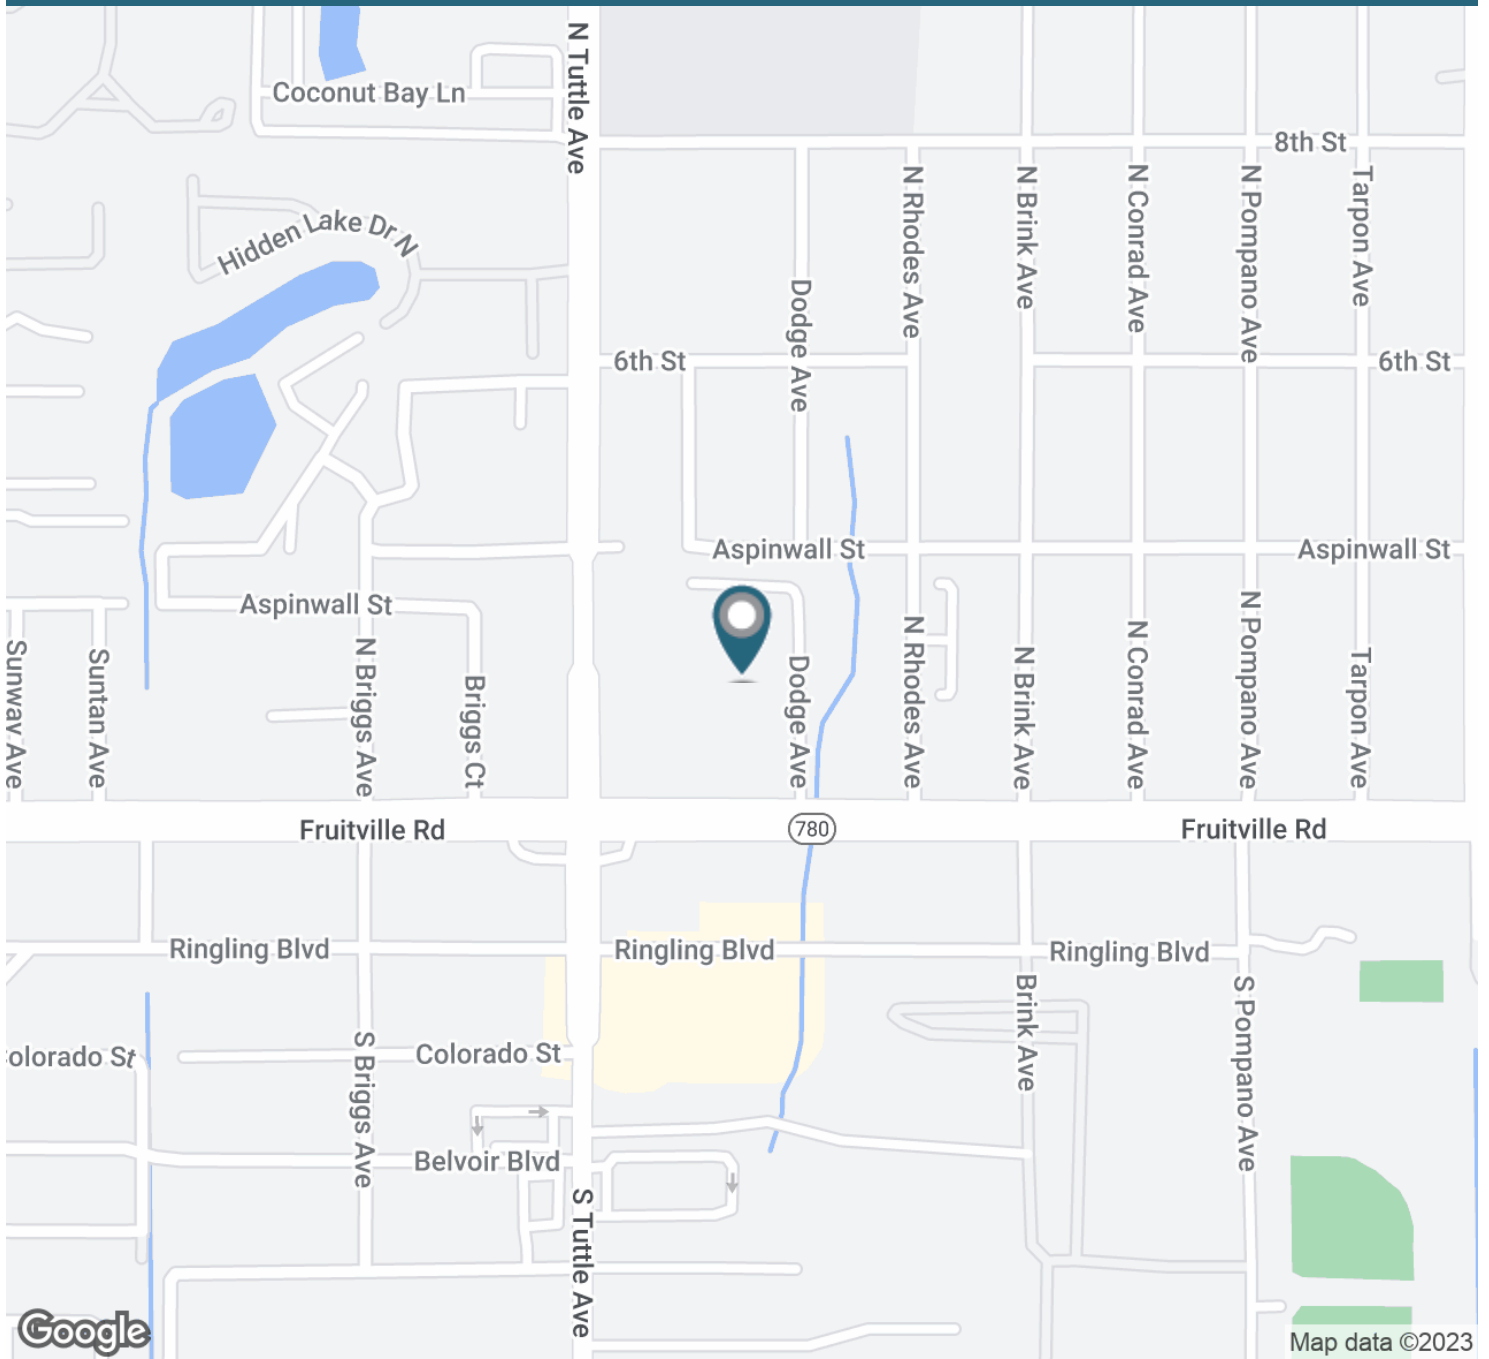 N Tuttle Ave
Coconut Bay Ln
8th St
N Rhodes Ave
N Brink Ave
N Conrad Ave
N Pompano Ave
Tarpon Ave
Hidden Lake Dr N
Dodge Ave
6th St
6th St
Aspinwall St
Aspinwall St
Aspinwall St
Sunway Ave
Suntan Ave
N Briggs Ave
Briggs Ct
Dodge Ave
N Rhodes Ave
N Brink Ave
N Conrad Ave
N Pompano Ave
Tarpon Ave
Fruitville Rd
780
Fruitville Rd
Ringling Blvd
Ringling Blvd
Ringling Blvd
olorado St
S Briggs Ave
Colorado St
Brink Ave
S Pompano Ave
Belvoir Blvd
S Tuttle Ave
Google
Map data ©2023